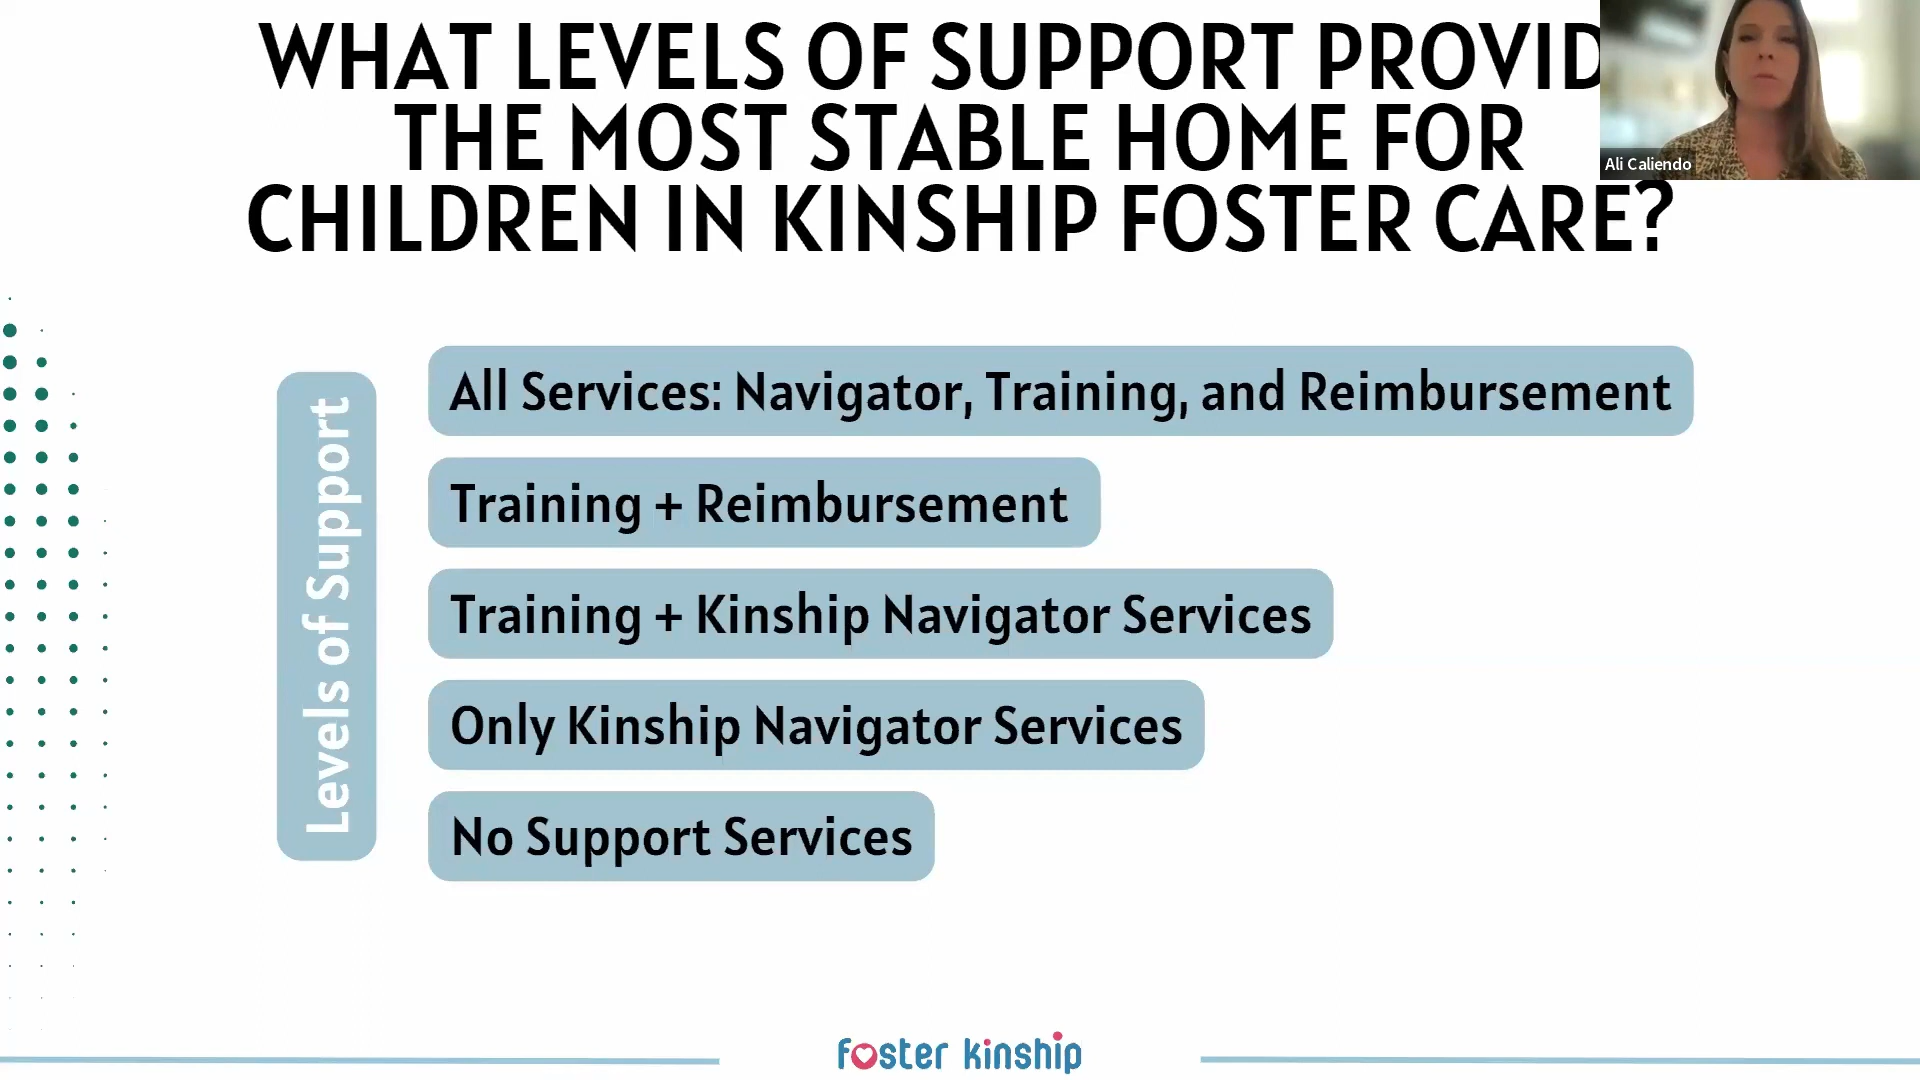 WHAT LEVELS OF SUPPORT PROVID
THE MOST STABLE HOME FOR
CHILDREN IN KINSHIP FOSTER CARE?
Ali Caliendo
Levels of Support
All Services: Navigator, Training, and Reimbursement
Training + Reimbursement
Training + Kinship Navigator Services
Only Kinship Navigator Services
No Support Services
foster kinship